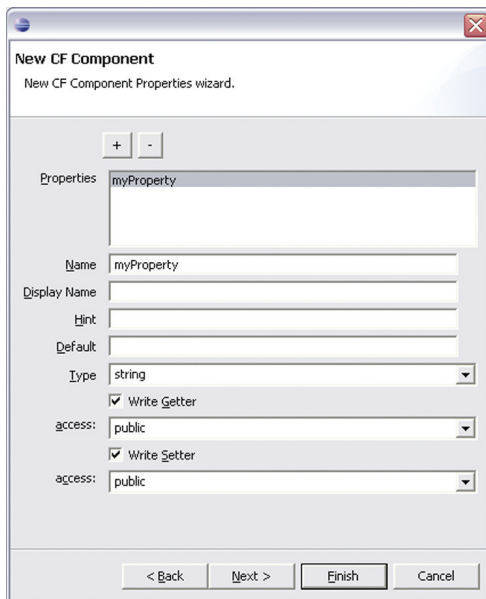 New CF Component
New CF Component Properties wizard.
+ -
Properties myProperty
Name myProperty
Display Name
Hint
Default
Type string
Write Getter
access: public
Write Setter
access: public
< Back Next > Finish Cancel